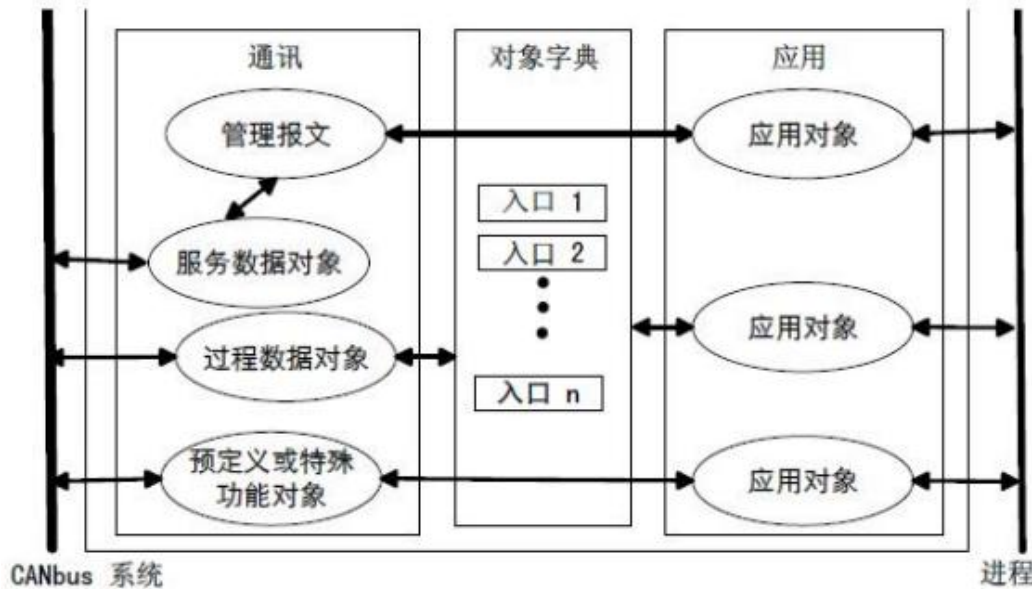 通讯
对象字典
应用
管理报文
应用对象
入口 1
服务数据对象
入口 2
过程数据对象
应用对象
入口 n
预定义或特殊
功能对象
应用对象
CANbus 系统
进程